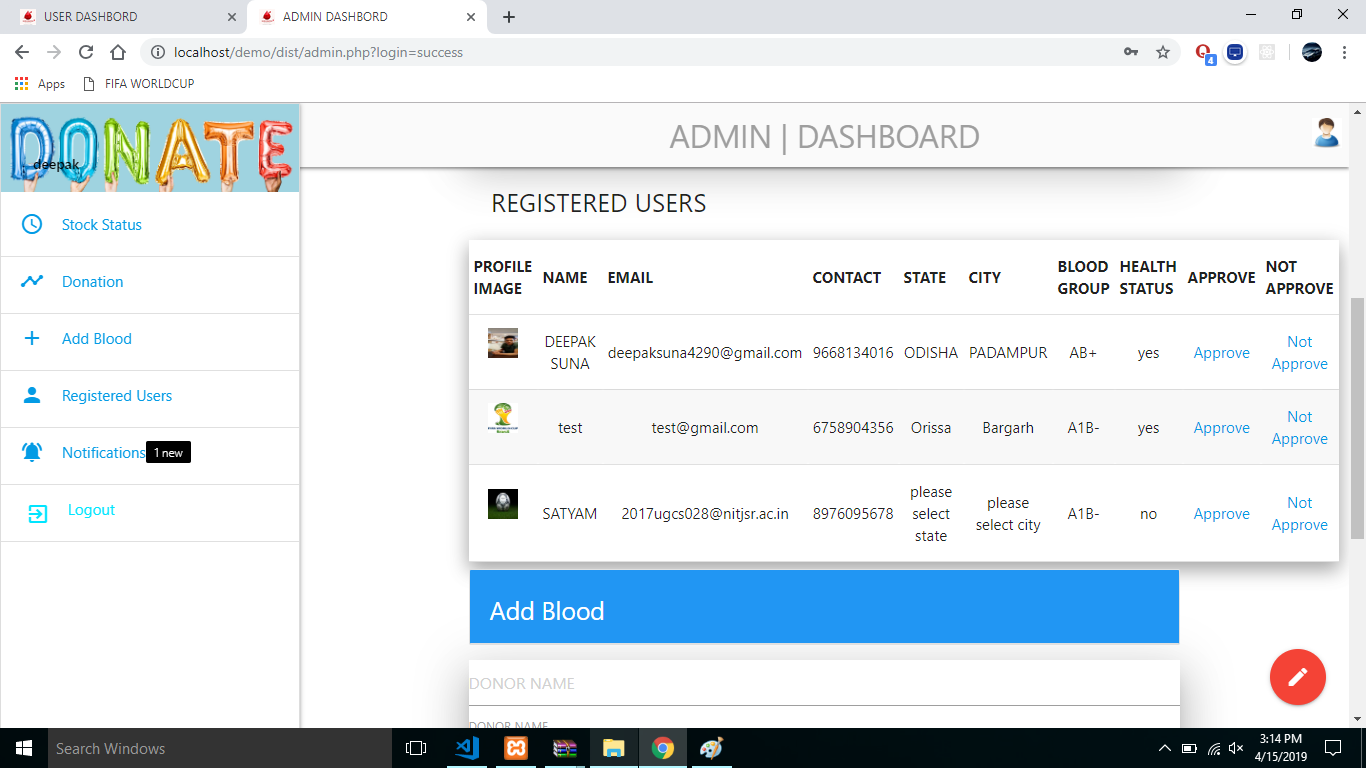 USER DASHBORD
ADMIN DASHBORD
localhost/demo/dist/admin.php?login=success
4
Apps
FIFA WORLDCUP
DONATE
deepak
ADMIN | DASHBOARD
Stock Status
Donation
Add Blood
Registered Users
Notifications 1 new
Logout
REGISTERED USERS
PROFILE IMAGE NAME EMAIL CONTACT STATE CITY BLOOD GROUP HEALTH STATUS APPROVE NOT APPROVE
DEEPAK SUNA deepaksuna4290@gmail.com 9668134016 ODISHA PADAMPUR AB+ yes Approve Not Approve
test test@gmail.com 6758904356 Orissa Bargarh A1B- yes Approve Not Approve
SATYAM 2017ugcs028@nitjsr.ac.in 8976095678 please select state please select city A1B- no Approve Not Approve
Add Blood
DONOR NAME
DONOR NAME
Search Windows
3:14 PM
4/15/2019